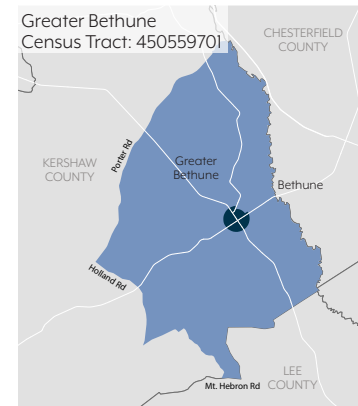 Greater Bethune
Census Tract: 450559701
CHESTERFIELD
COUNTY
Porter Rd
KERSHAW
COUNTY
Greater
Bethune
Bethune
Holland Rd
LEE
COUNTY
Mt. Hebron Rd